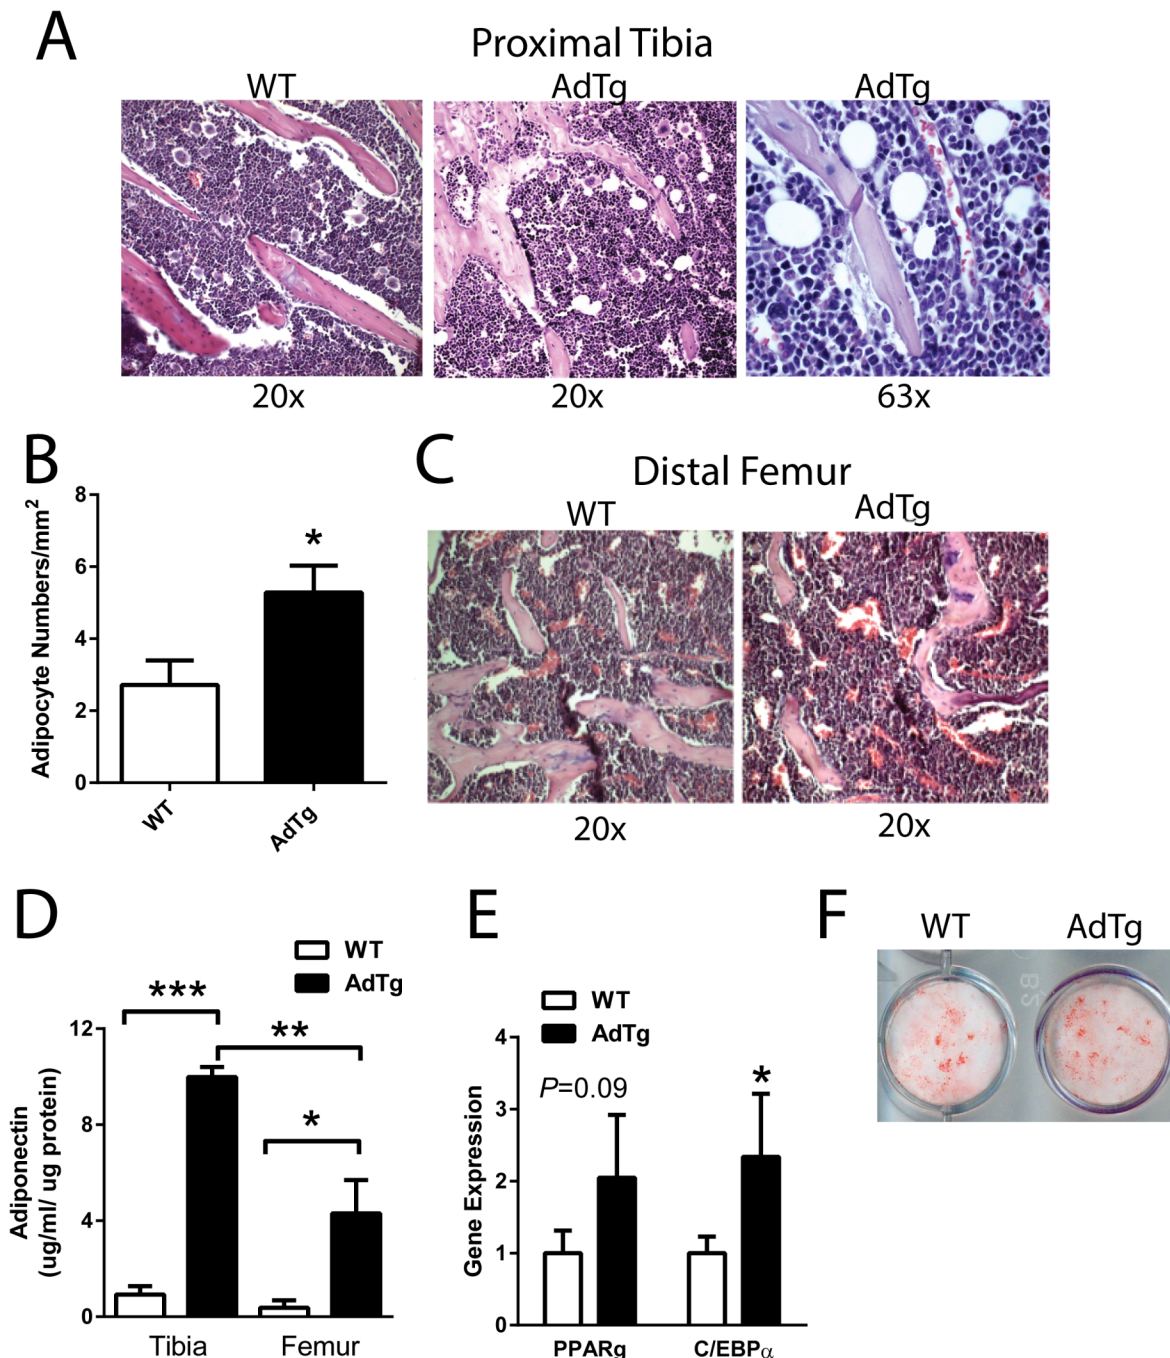 A
Proximal Tibia
WT
AdTg
AdTg
20x
20x
63x
B
8
6
4
2
0
Adipocyte Numbers/mm²
*
WT
AdTg
C
Distal Femur
WT
AdTg
20x
20x
D
WT
AdTg
***
**
*
12
8
4
0
Adiponectin
(ug/ml/ ug protein)
Tibia
Femur
E
WT
AdTg
P=0.09
*
4
3
2
1
0
Gene Expression
PPARg
C/EBPα
F
WT
AdTg
B2